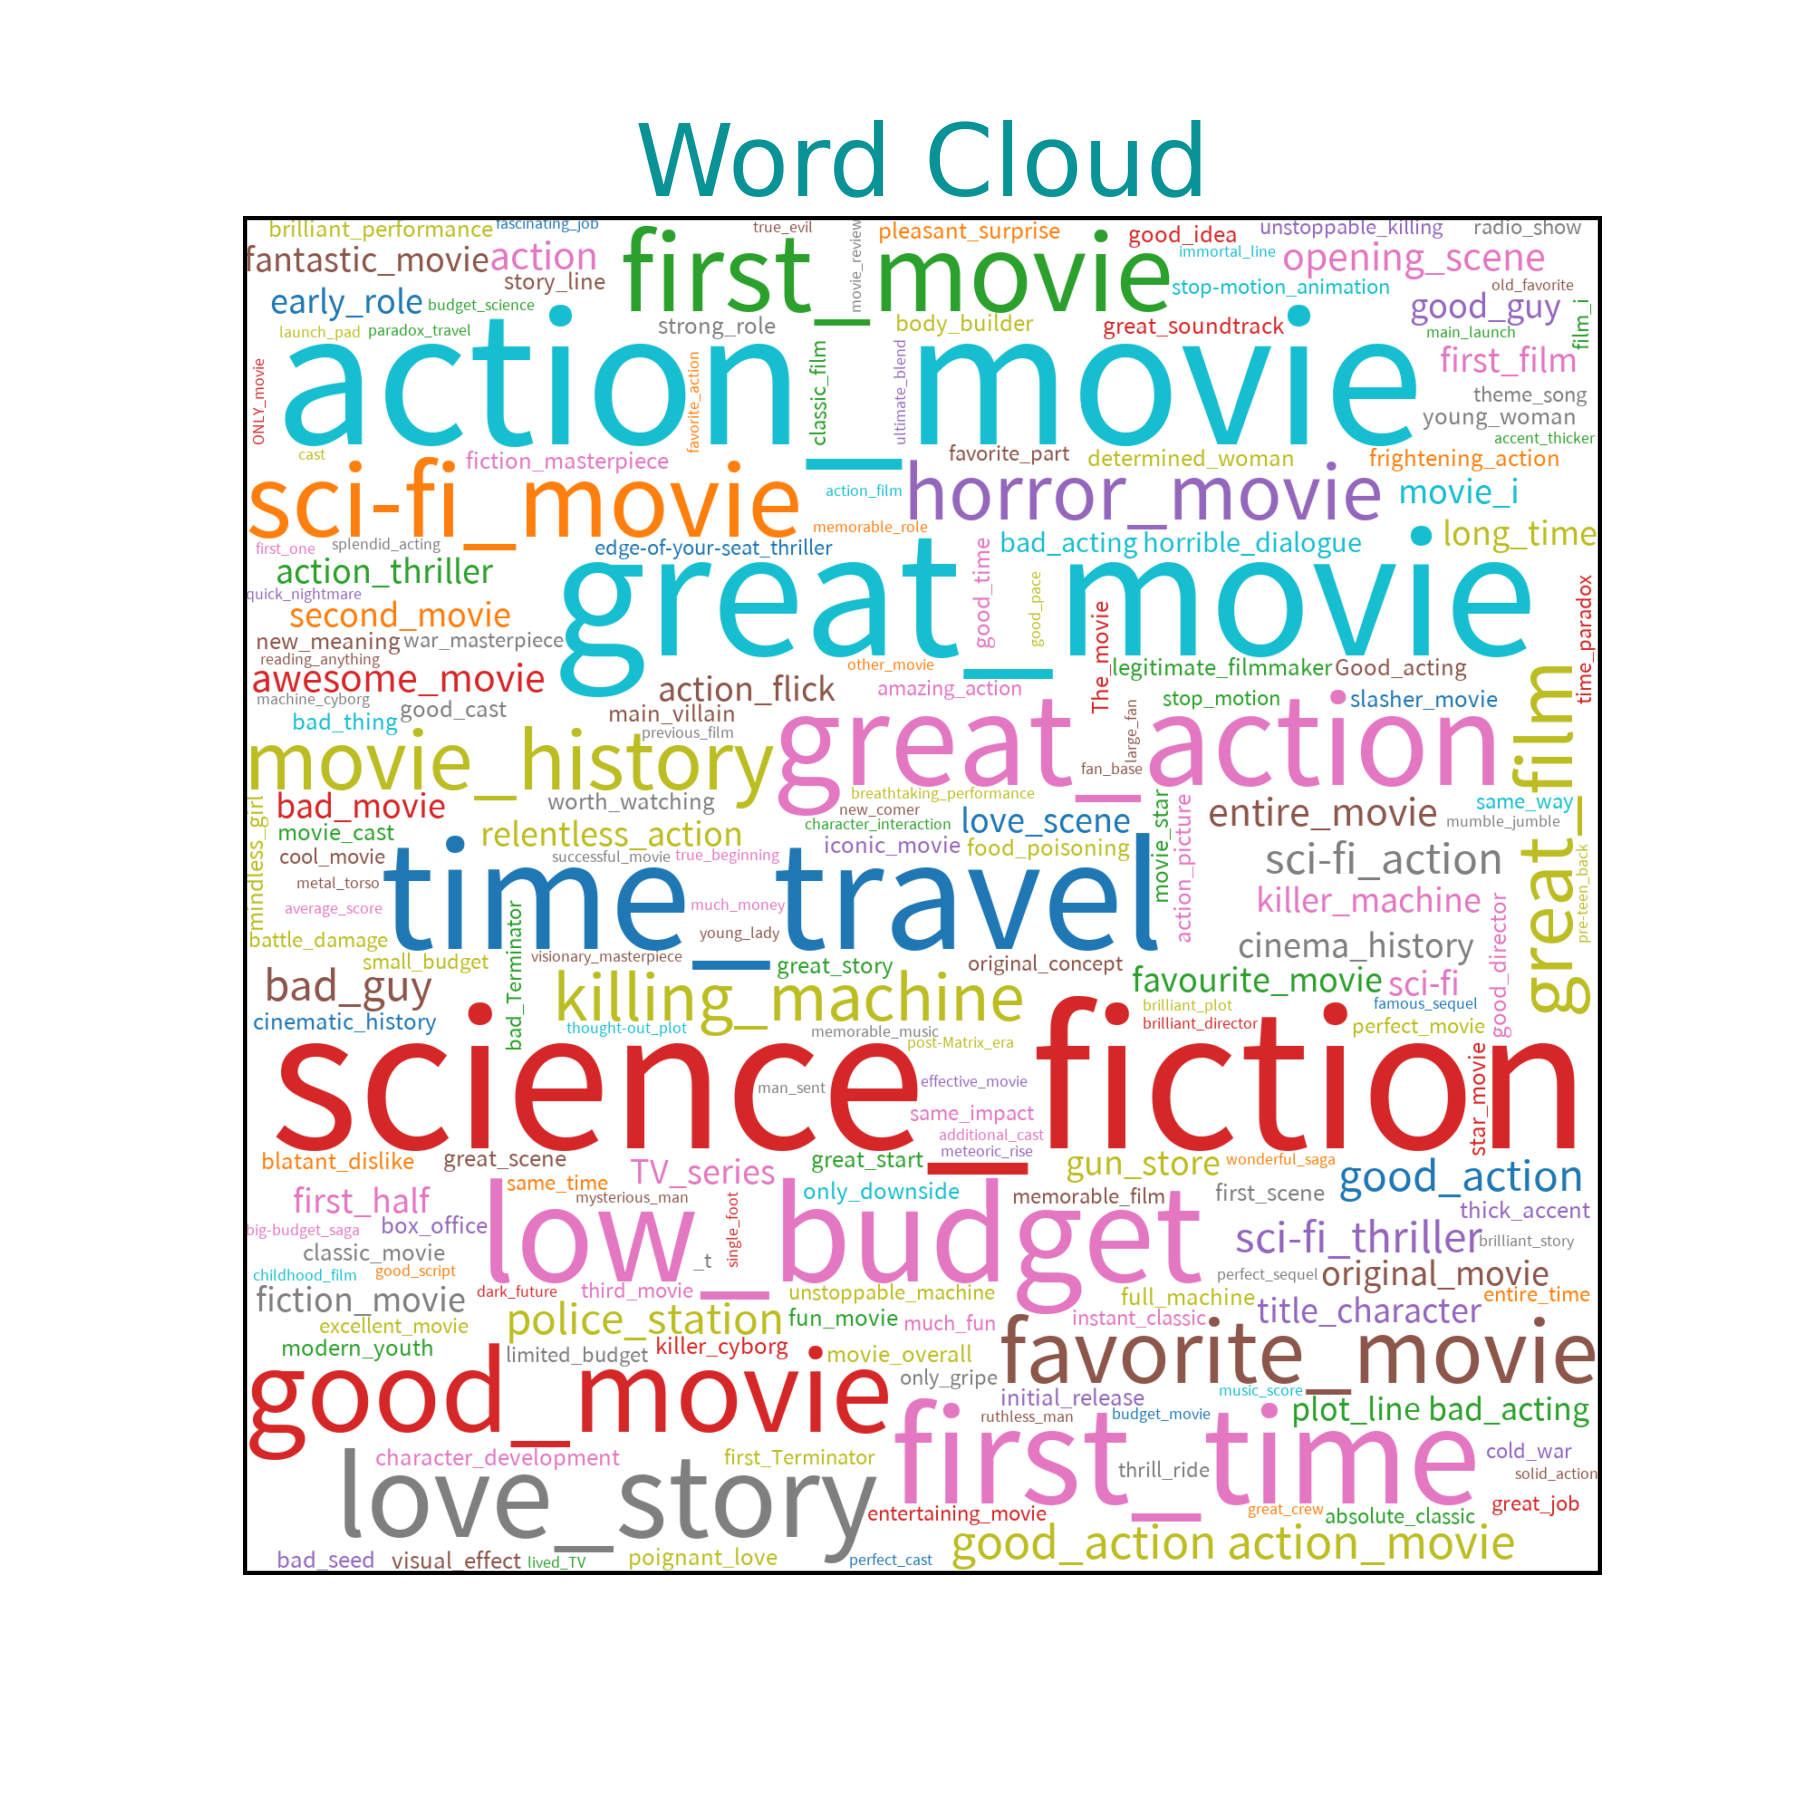 Word Cloud
brilliant_performance fascinating_job true_evil movie_review pleasant_surprise good_idea unstoppable_killing radio_show
fantastic_movie action first_movie immortal_line opening_scene
story_line stop-motion_animation old_favorite
early_role budget_science good_guy film_i
launch_pad paradox_travel strong_role body_builder great_soundtrack main_launch
action_movie
ONLY_movie favorite_action classic_film ultimate_blend first_film
theme_song
young_woman
accent_thicker
cast fiction_masterpiece favorite_part determined_woman frightening_action
sci-fi_movie action_film horror_movie movie_i
memorable_role
first_one splendid_acting edge-of-your-seat_thriller bad_acting horrible_dialogue long_time
action_thriller great_movie good_time good_pace
quick_nightmare
second_movie The_movie time_paradox
new_meaning war_masterpiece
reading_anything other_movie legitimate_filmmaker Good_acting
awesome_movie action_flick amazing_action
machine_cyborg good_cast stop_motion slasher_movie
bad_thing main_villain large_fan great_film
previous_film
movie_history great_action
fan_base
breathtaking_performance
mindless_girl bad_movie worth_watching new_comer love_scene movie_star action_picture entire_movie same_way
mumble_jumble
movie_cast relentless_action character_interaction
cool_movie successful_movie true_beginning iconic_movie food_poisoning sci-fi_action pre-teen_back
metal_torso time_travel
average_score much_money killer_machine good_director
battle_damage bad_Terminator young_lady cinema_history
small_budget visionary_masterpiece great_story original_concept
bad_guy killing_machine favourite_movie sci-fi
brilliant_plot famous_sequel
cinematic_history thought-out_plot memorable_music brilliant_director perfect_movie
post-Matrix_era
science_fiction star_movie
man_sent effective_movie
same_impact
additional_cast
meteoric_rise
blatant_dislike great_scene TV_series great_start gun_store wonderful_saga good_action
first_half same_time only_downside memorable_film first_scene
mysterious_man single_foot
big-budget_saga box_office low_budget thick_accent
classic_movie _t sci-fi_thriller brilliant_story
childhood_film good_script perfect_sequel original_movie
fiction_movie dark_future third_movie unstoppable_machine full_machine entire_time
excellent_movie police_station fun_movie much_fun instant_classic title_character
modern_youth limited_budget killer_cyborg movie_overall favorite_movie
good_movie only_gripe
initial_release music_score
ruthless_man budget_movie plot_line bad_acting
character_development first_Terminator first_time cold_war
love_story thrill_ride solid_action
entertaining_movie great_crew absolute_classic great_job
good_action action_movie
bad_seed visual_effect lived_TV poignant_love perfect_cast